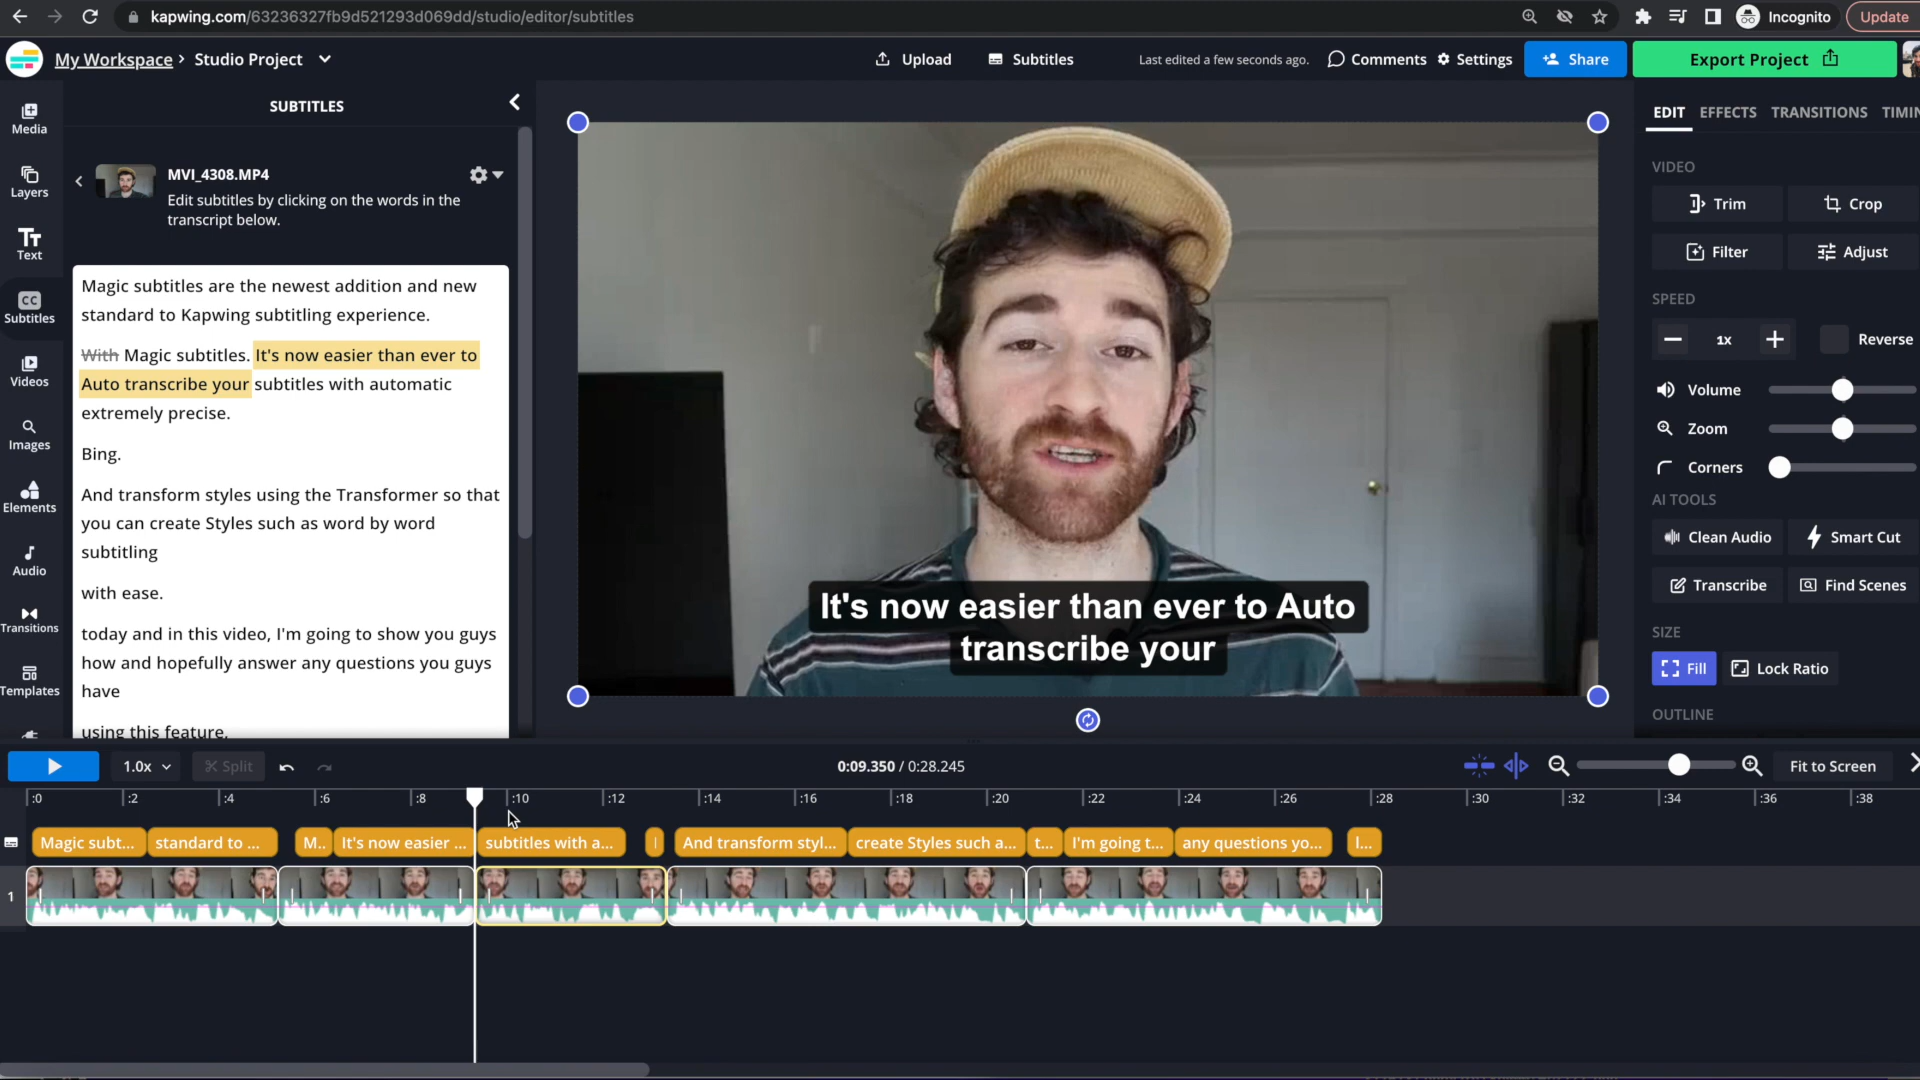 kapwing.com/63236327fb9d521293d069dd/studio/editor/subtitles
Incognito
Update
My Workspace > Studio Project
Upload
Subtitles
Last edited a few seconds ago.
Comments
Settings
Share
Export Project
Media
Layers
Text
CC
Subtitles
Videos
Images
Elements
Audio
Transitions
Templates
SUBTITLES
MVI_4308.MP4
Edit subtitles by clicking on the words in the
transcript below.
Magic subtitles are the newest addition and new
standard to Kapwing subtitling experience.
With Magic subtitles. It's now easier than ever to
Auto transcribe your subtitles with automatic
extremely precise.
Bing.
And transform styles using the Transformer so that
you can create Styles such as word by word
subtitling
with ease.
today and in this video, I'm going to show you guys
how and hopefully answer any questions you guys
have
using this feature.
It's now easier than ever to Auto
transcribe your
EDIT EFFECTS TRANSITIONS TIMIN
VIDEO
Trim
Crop
Filter
Adjust
SPEED
1x
Reverse
Volume
Zoom
Corners
AI TOOLS
Clean Audio
Smart Cut
Transcribe
Find Scenes
SIZE
Fill
Lock Ratio
OUTLINE
1.0x
Split
0:09.350 / 0:28.245
Fit to Screen
:0 :2 :4 :6 :8 :10 :12 :14 :16 :18 :20 :22 :24 :26 :28 :30 :32 :34 :36 :38
Magic subt... standard to ... M.. It's now easier ... subtitles with a... And transform styl... create Styles such a... t... I'm going t... any questions yo... I...
1